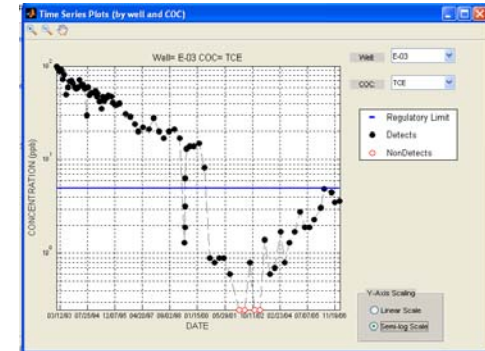 Time Series Plots (by well and COC)
Well= E-03 COC= TCE
Well E-03
COC TCE
Regulatory Limit
Detects
NonDetects
CONCENTRATION (ppb)
10²
10¹
10⁰
03/12/93 07/25/94 12/07/95 04/20/97 09/02/98 01/15/00 05/29/01 10/11/02 02/23/04 07/07/05 11/19/06
DATE
Y-Axis Scaling
Linear Scale
Semi-log Scale